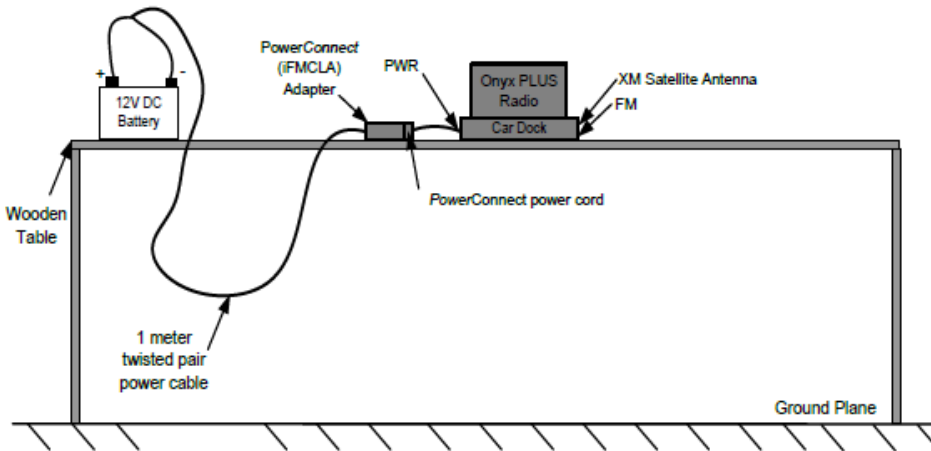 PowerConnect
(iFMCLA)
Adapter
PWR
Onyx PLUS
Radio
XM Satellite Antenna
FM
Car Dock
+
-
12V DC
Battery
PowerConnect power cord
Wooden
Table
1 meter
twisted pair
power cable
Ground Plane